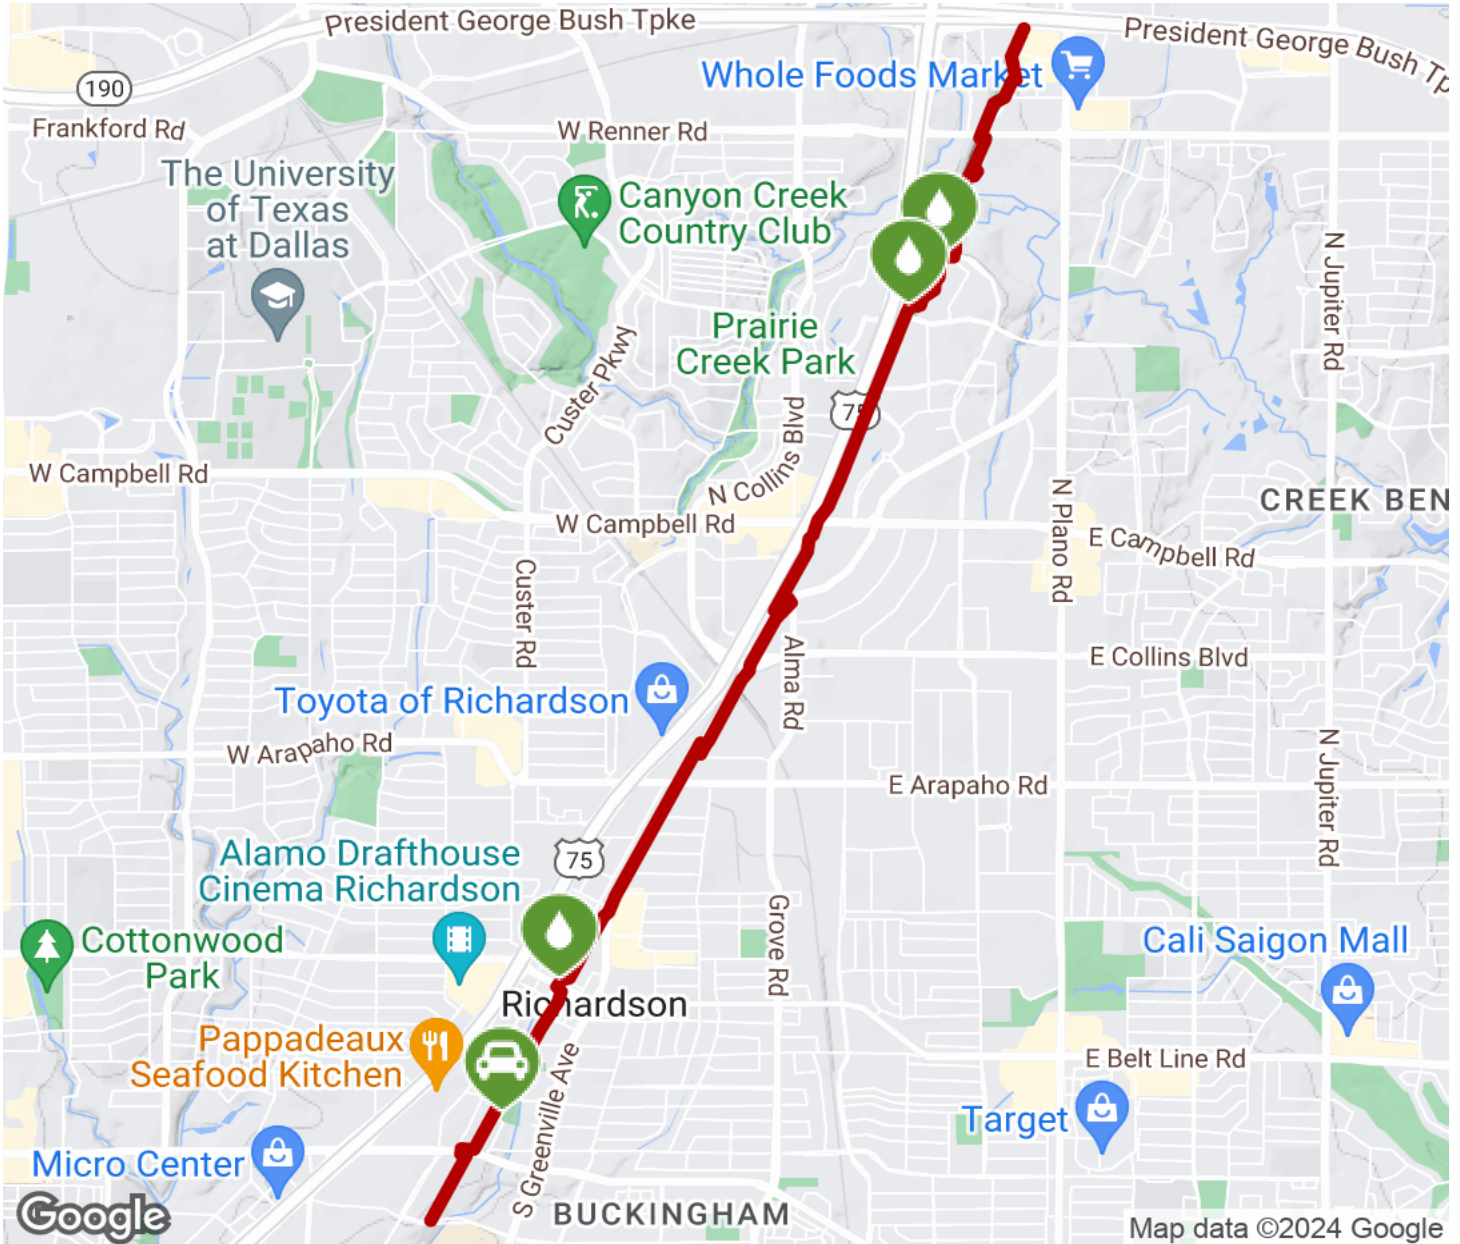 President George Bush Tpke
President George Bush Tp
Whole Foods Market
190
Frankford Rd
W Renner Rd
The University
of Texas
at Dallas
Canyon Creek
Country Club
N Jupiter Rd
Prairie
Creek Park
Custer Pkwy
75
N Collins Blvd
W Campbell Rd
N Plano Rd
CREEK BEN
W Campbell Rd
E Campbell Rd
Custer Rd
Alma Rd
E Collins Blvd
Toyota of Richardson
W Arapaho Rd
N Jupiter Rd
E Arapaho Rd
75
Alamo Drafthouse
Cinema Richardson
Grove Rd
Cottonwood
Park
Cali Saigon Mall
Richardson
Pappadeaux
Seafood Kitchen
S Greenville Ave
E Belt Line Rd
Target
Micro Center
BUCKINGHAM
Google
Map data ©2024 Google